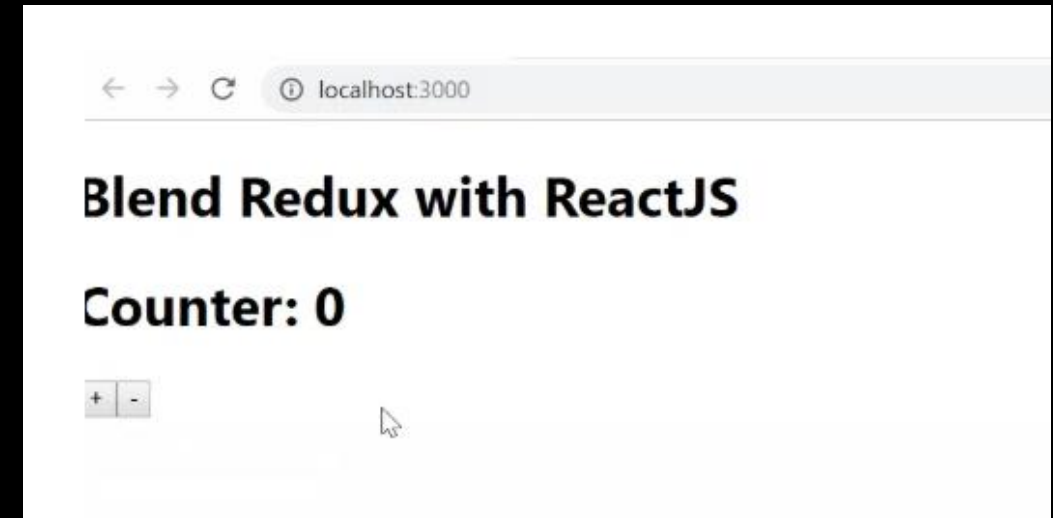 localhost:3000
Blend Redux with ReactJS
Counter: 0
+ -